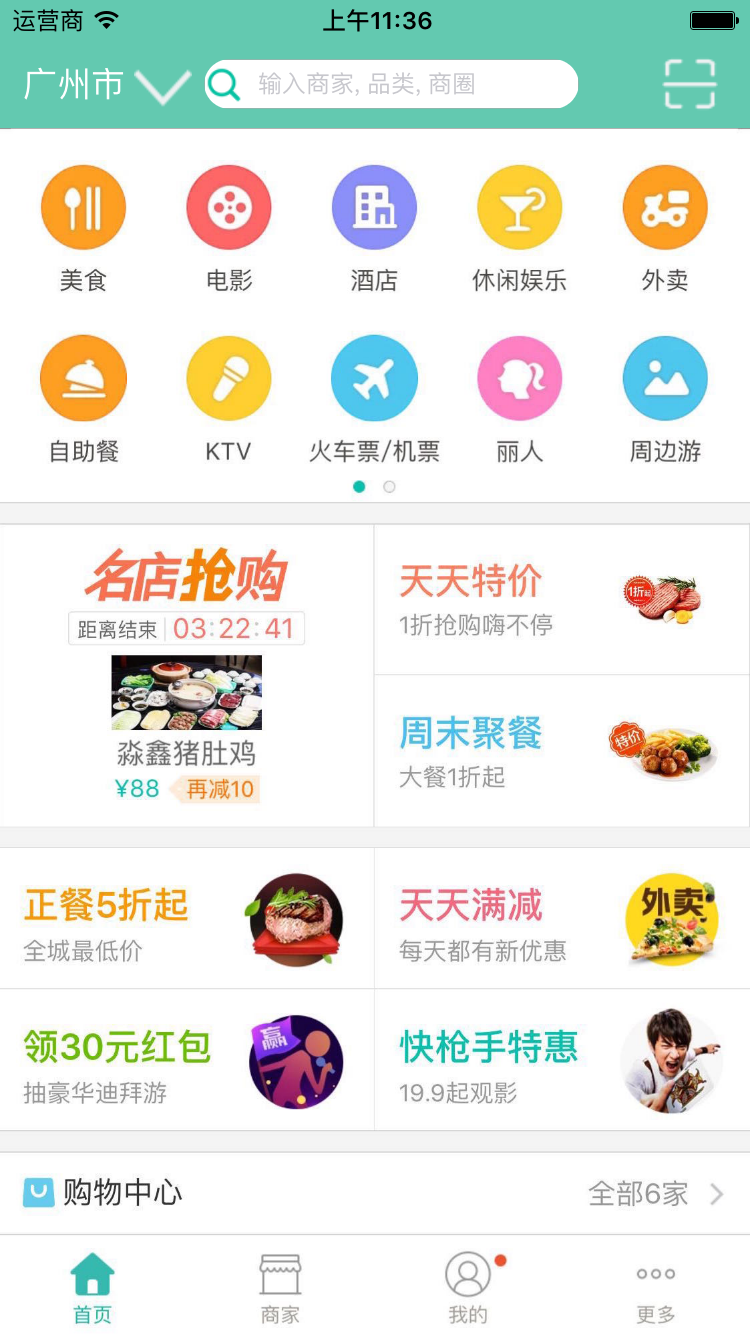 运营商
上午11:36
广州市
输入商家, 品类, 商圈
美食
电影
酒店
休闲娱乐
外卖
自助餐
KTV
火车票/机票
丽人
周边游
名店抢购
距离结束 03:22:41
淼鑫猪肚鸡
¥88 再减10
天天特价
1折抢购嗨不停
1折起
周末聚餐
大餐1折起
特价
正餐5折起
全城最低价
天天满减
每天都有新优惠
外卖
领30元红包
抽豪华迪拜游
赢
快枪手特惠
19.9起观影
购物中心
全部6家
首页
商家
我的
更多